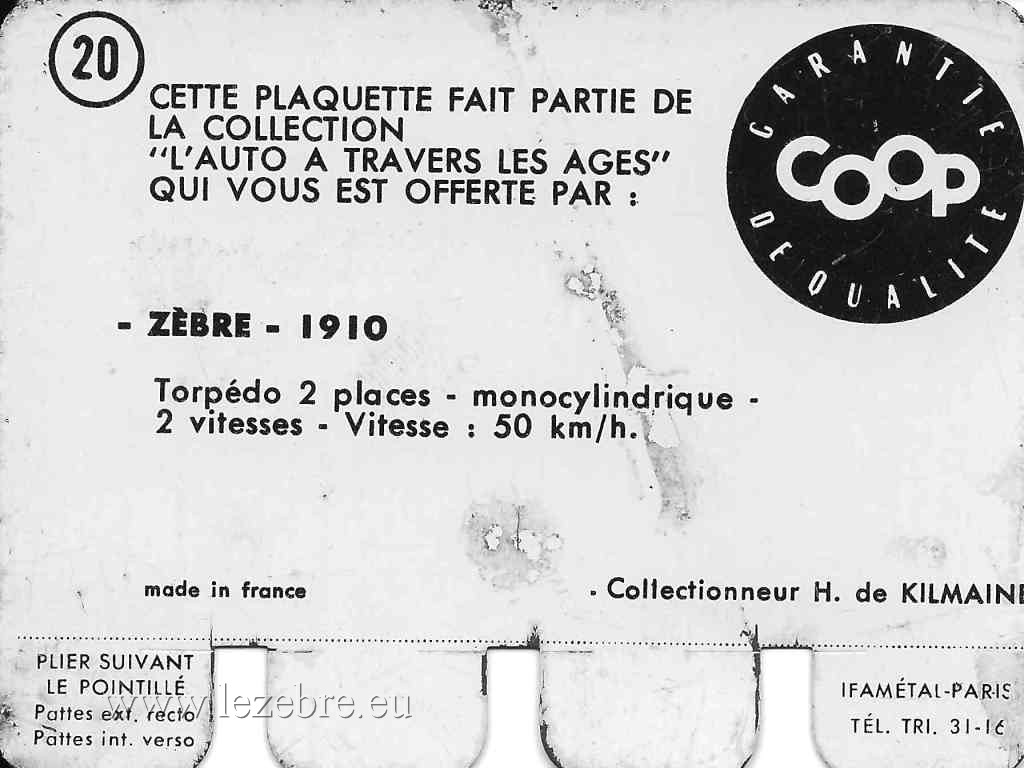 20
CETTE PLAQUETTE FAIT PARTIE DE
LA COLLECTION
"L'AUTO A TRAVERS LES AGES"
QUI VOUS EST OFFERTE PAR :
GARANTIE
COOP
DE QUALITE
- ZÈBRE - 1910
Torpédo 2 places - monocylindrique -
2 vitesses - Vitesse : 50 km/h.
made in france
- Collectionneur H. de KILMAINE
PLIER SUIVANT
LE POINTILLÉ
Pattes ext. recto
Pattes int. verso
www.lezebre.eu
IFAMÉTAL-PARIS
TÉL. TRI. 31-16